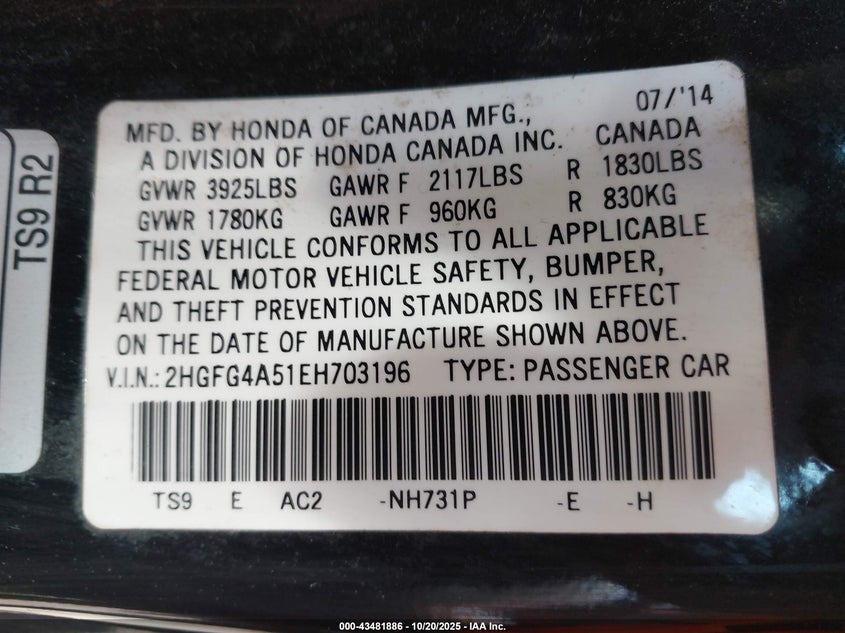 07/'14
MFD. BY HONDA OF CANADA MFG.,
A DIVISION OF HONDA CANADA INC. CANADA
GVWR 3925LBS GAWR F 2117LBS R 1830LBS
GVWR 1780KG GAWR F 960KG R 830KG
THIS VEHICLE CONFORMS TO ALL APPLICABLE
FEDERAL MOTOR VEHICLE SAFETY, BUMPER,
AND THEFT PREVENTION STANDARDS IN EFFECT
ON THE DATE OF MANUFACTURE SHOWN ABOVE.
V.I.N.: 2HGFG4A51EH703196 TYPE: PASSENGER CAR
TS9 E AC2 -NH731P -E -H
TS9 R2
000-43481886 - 10/20/2025 - IAA Inc.